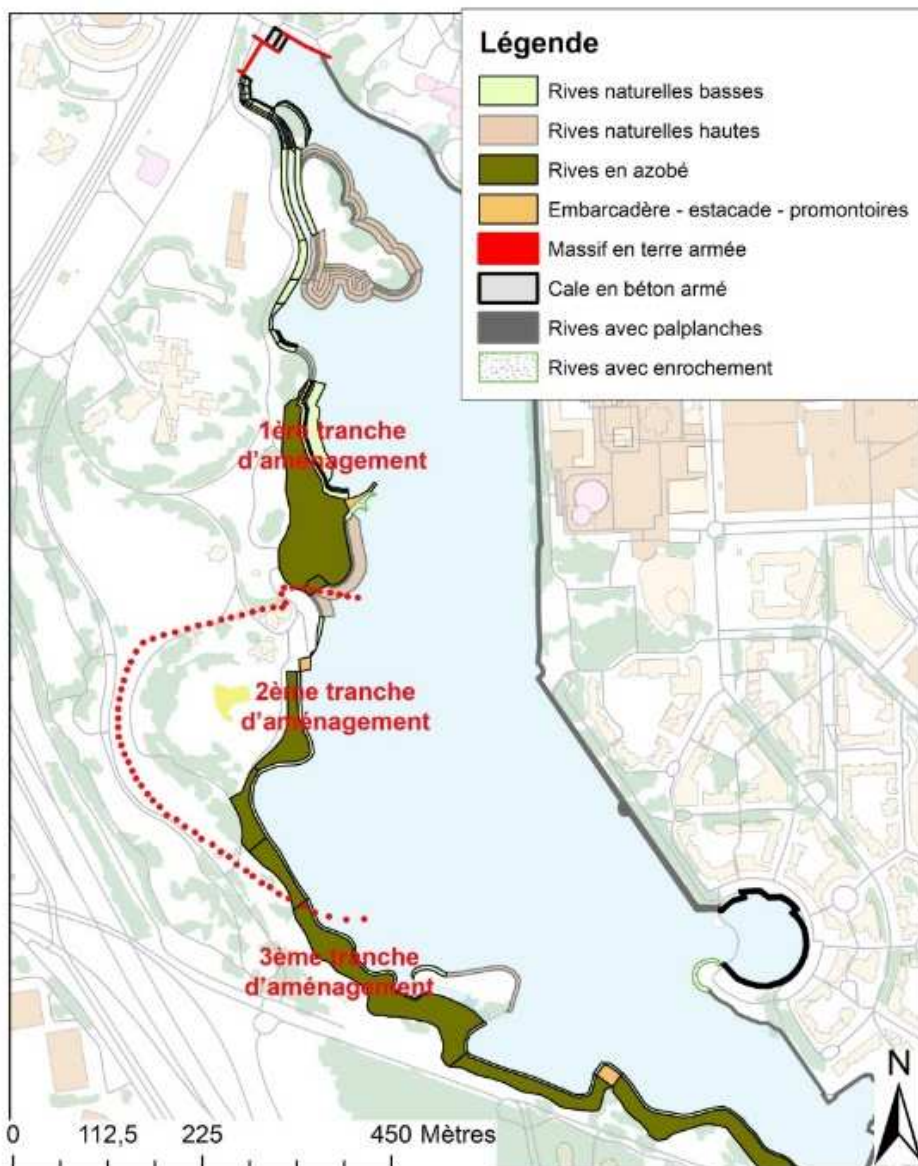 Légende
Rives naturelles basses
Rives naturelles hautes
Rives en azobé
Embarcadère - estacade - promontoires
Massif en terre armée
Cale en béton armé
Rives avec palplanches
Rives avec enrochement
1ère tranche
d'aménagement
2ème tranche
d'aménagement
3ème tranche
d'aménagement
N
0 112,5 225 450 Mètres